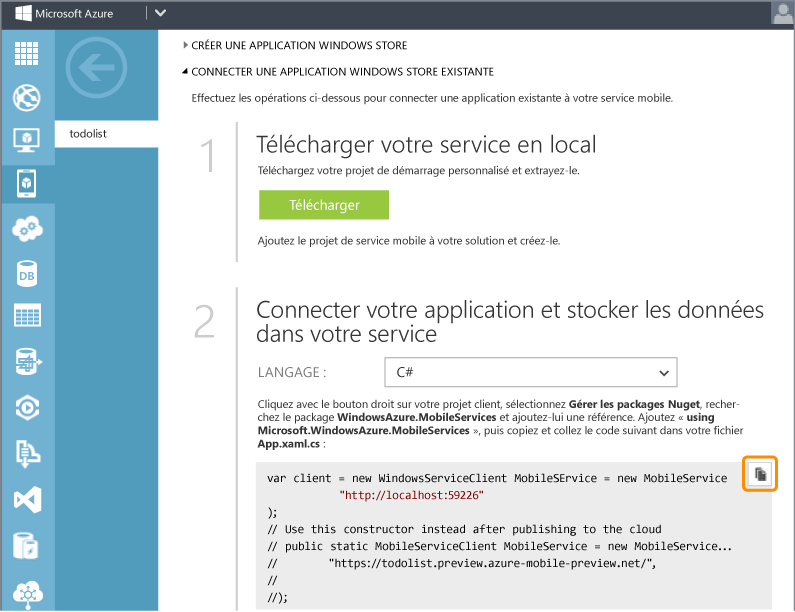 Microsoft Azure
CRÉER UNE APPLICATION WINDOWS STORE
CONNECTER UNE APPLICATION WINDOWS STORE EXISTANTE
Effectuez les opérations ci-dessous pour connecter une application existante à votre service mobile.
todolist
1
Télécharger votre service en local
Téléchargez votre projet de démarrage personnalisé et extrayez-le.
Télécharger
Ajoutez le projet de service mobile à votre solution et créez-le.
2
Connecter votre application et stocker les données
dans votre service
LANGAGE :
C#
Cliquez avec le bouton droit sur votre projet client, sélectionnez Gérer les packages Nuget, recher-
chez le package WindowsAzure.MobileServices et ajoutez-lui une référence. Ajoutez « using
Microsoft.WindowsAzure.MobileServices », puis copiez et collez le code suivant dans votre fichier
App.xaml.cs :
var client = new WindowsServiceClient MobileSErvice = new MobileService
"http://localhost:59226"
);
// Use this constructor instead after publishing to the cloud
// public static MobileServiceClient MobileService = new MobileService...
// "https://todolist.preview.azure-mobile-preview.net/",
//
//);
DB